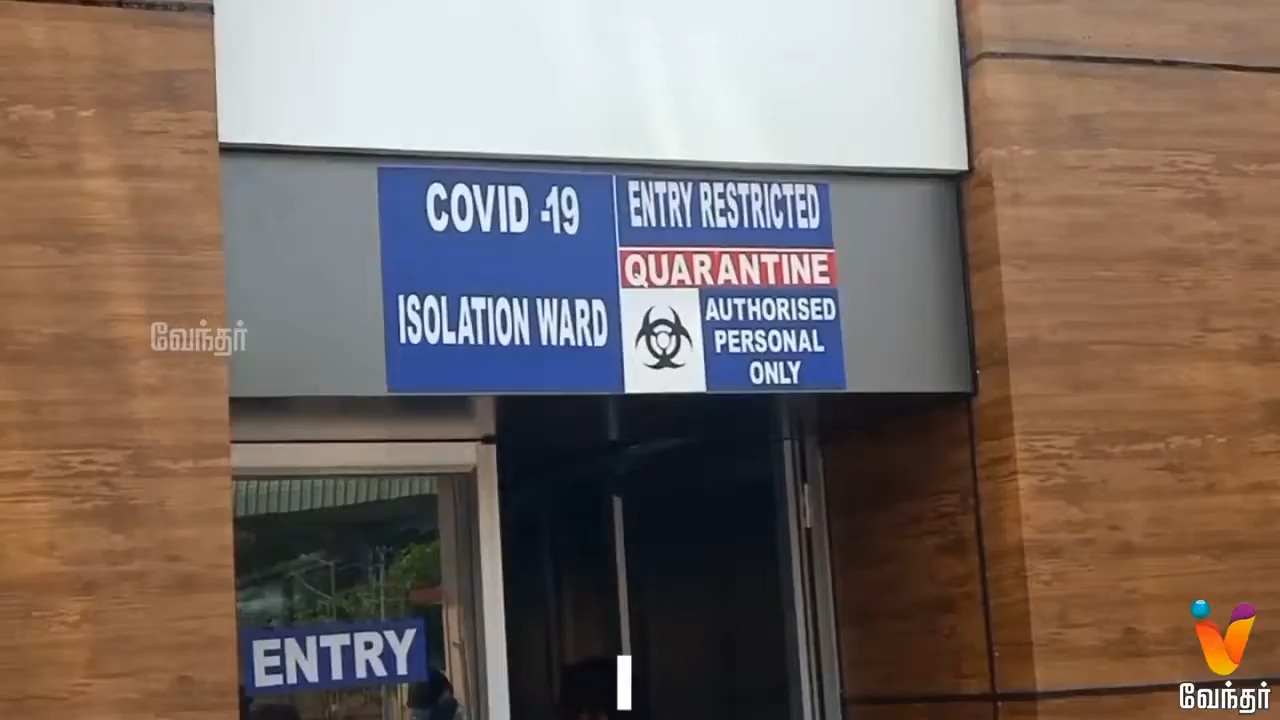 COVID -19
ISOLATION WARD
ENTRY RESTRICTED
QUARANTINE
AUTHORISED
PERSONAL
ONLY
வேந்தர்
ENTRY
வேந்தர்